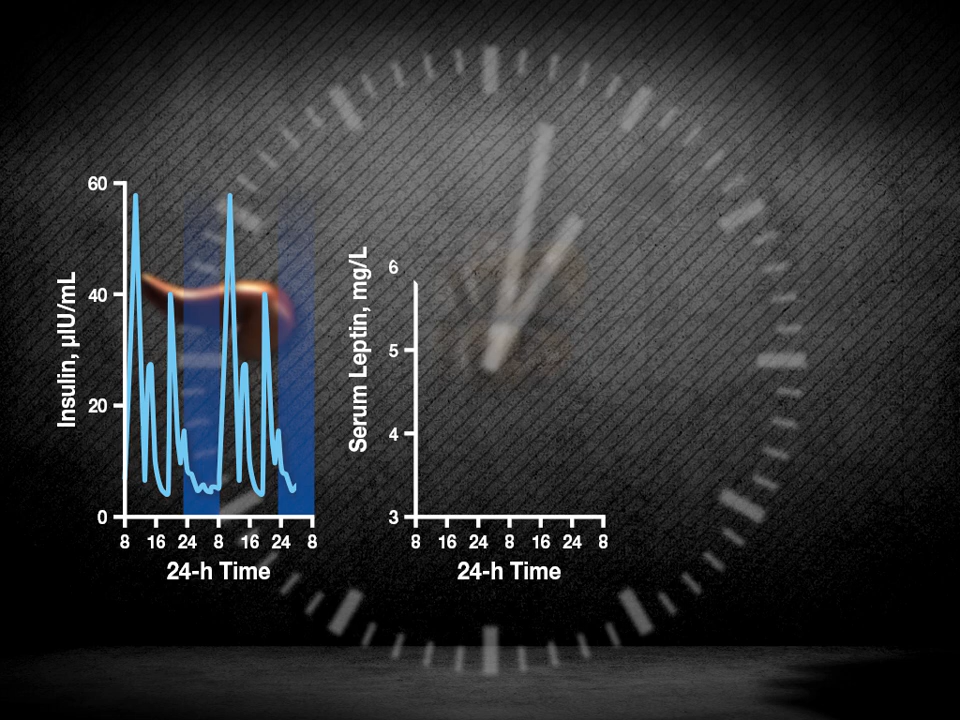 60
40
20
0
Insulin, µIU/mL
8 16 24 8 16 24 8
24-h Time
6
5
4
3
Serum Leptin, mg/L
8 16 24 8 16 24 8
24-h Time